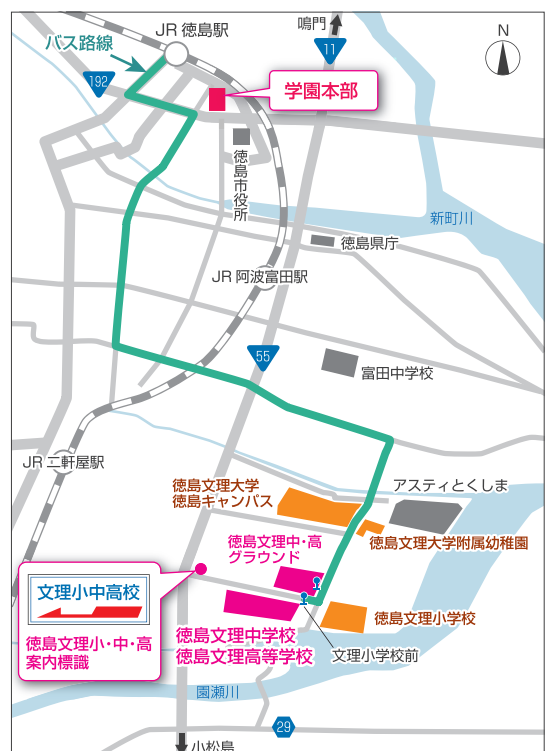 JR 徳島駅
鳴門
N
バス路線
11
192
学園本部
徳島市役所
新町川
徳島県庁
JR 阿波富田駅
55
富田中学校
JR 二軒屋駅
アスティとくしま
徳島文理大学
徳島キャンパス
徳島文理大学附属幼稚園
徳島文理中・高
グラウンド
文理小中高校
徳島文理小・中・高
案内標識
徳島文理小学校
徳島文理中学校
徳島文理高等学校
文理小学校前
園瀬川
29
小松島